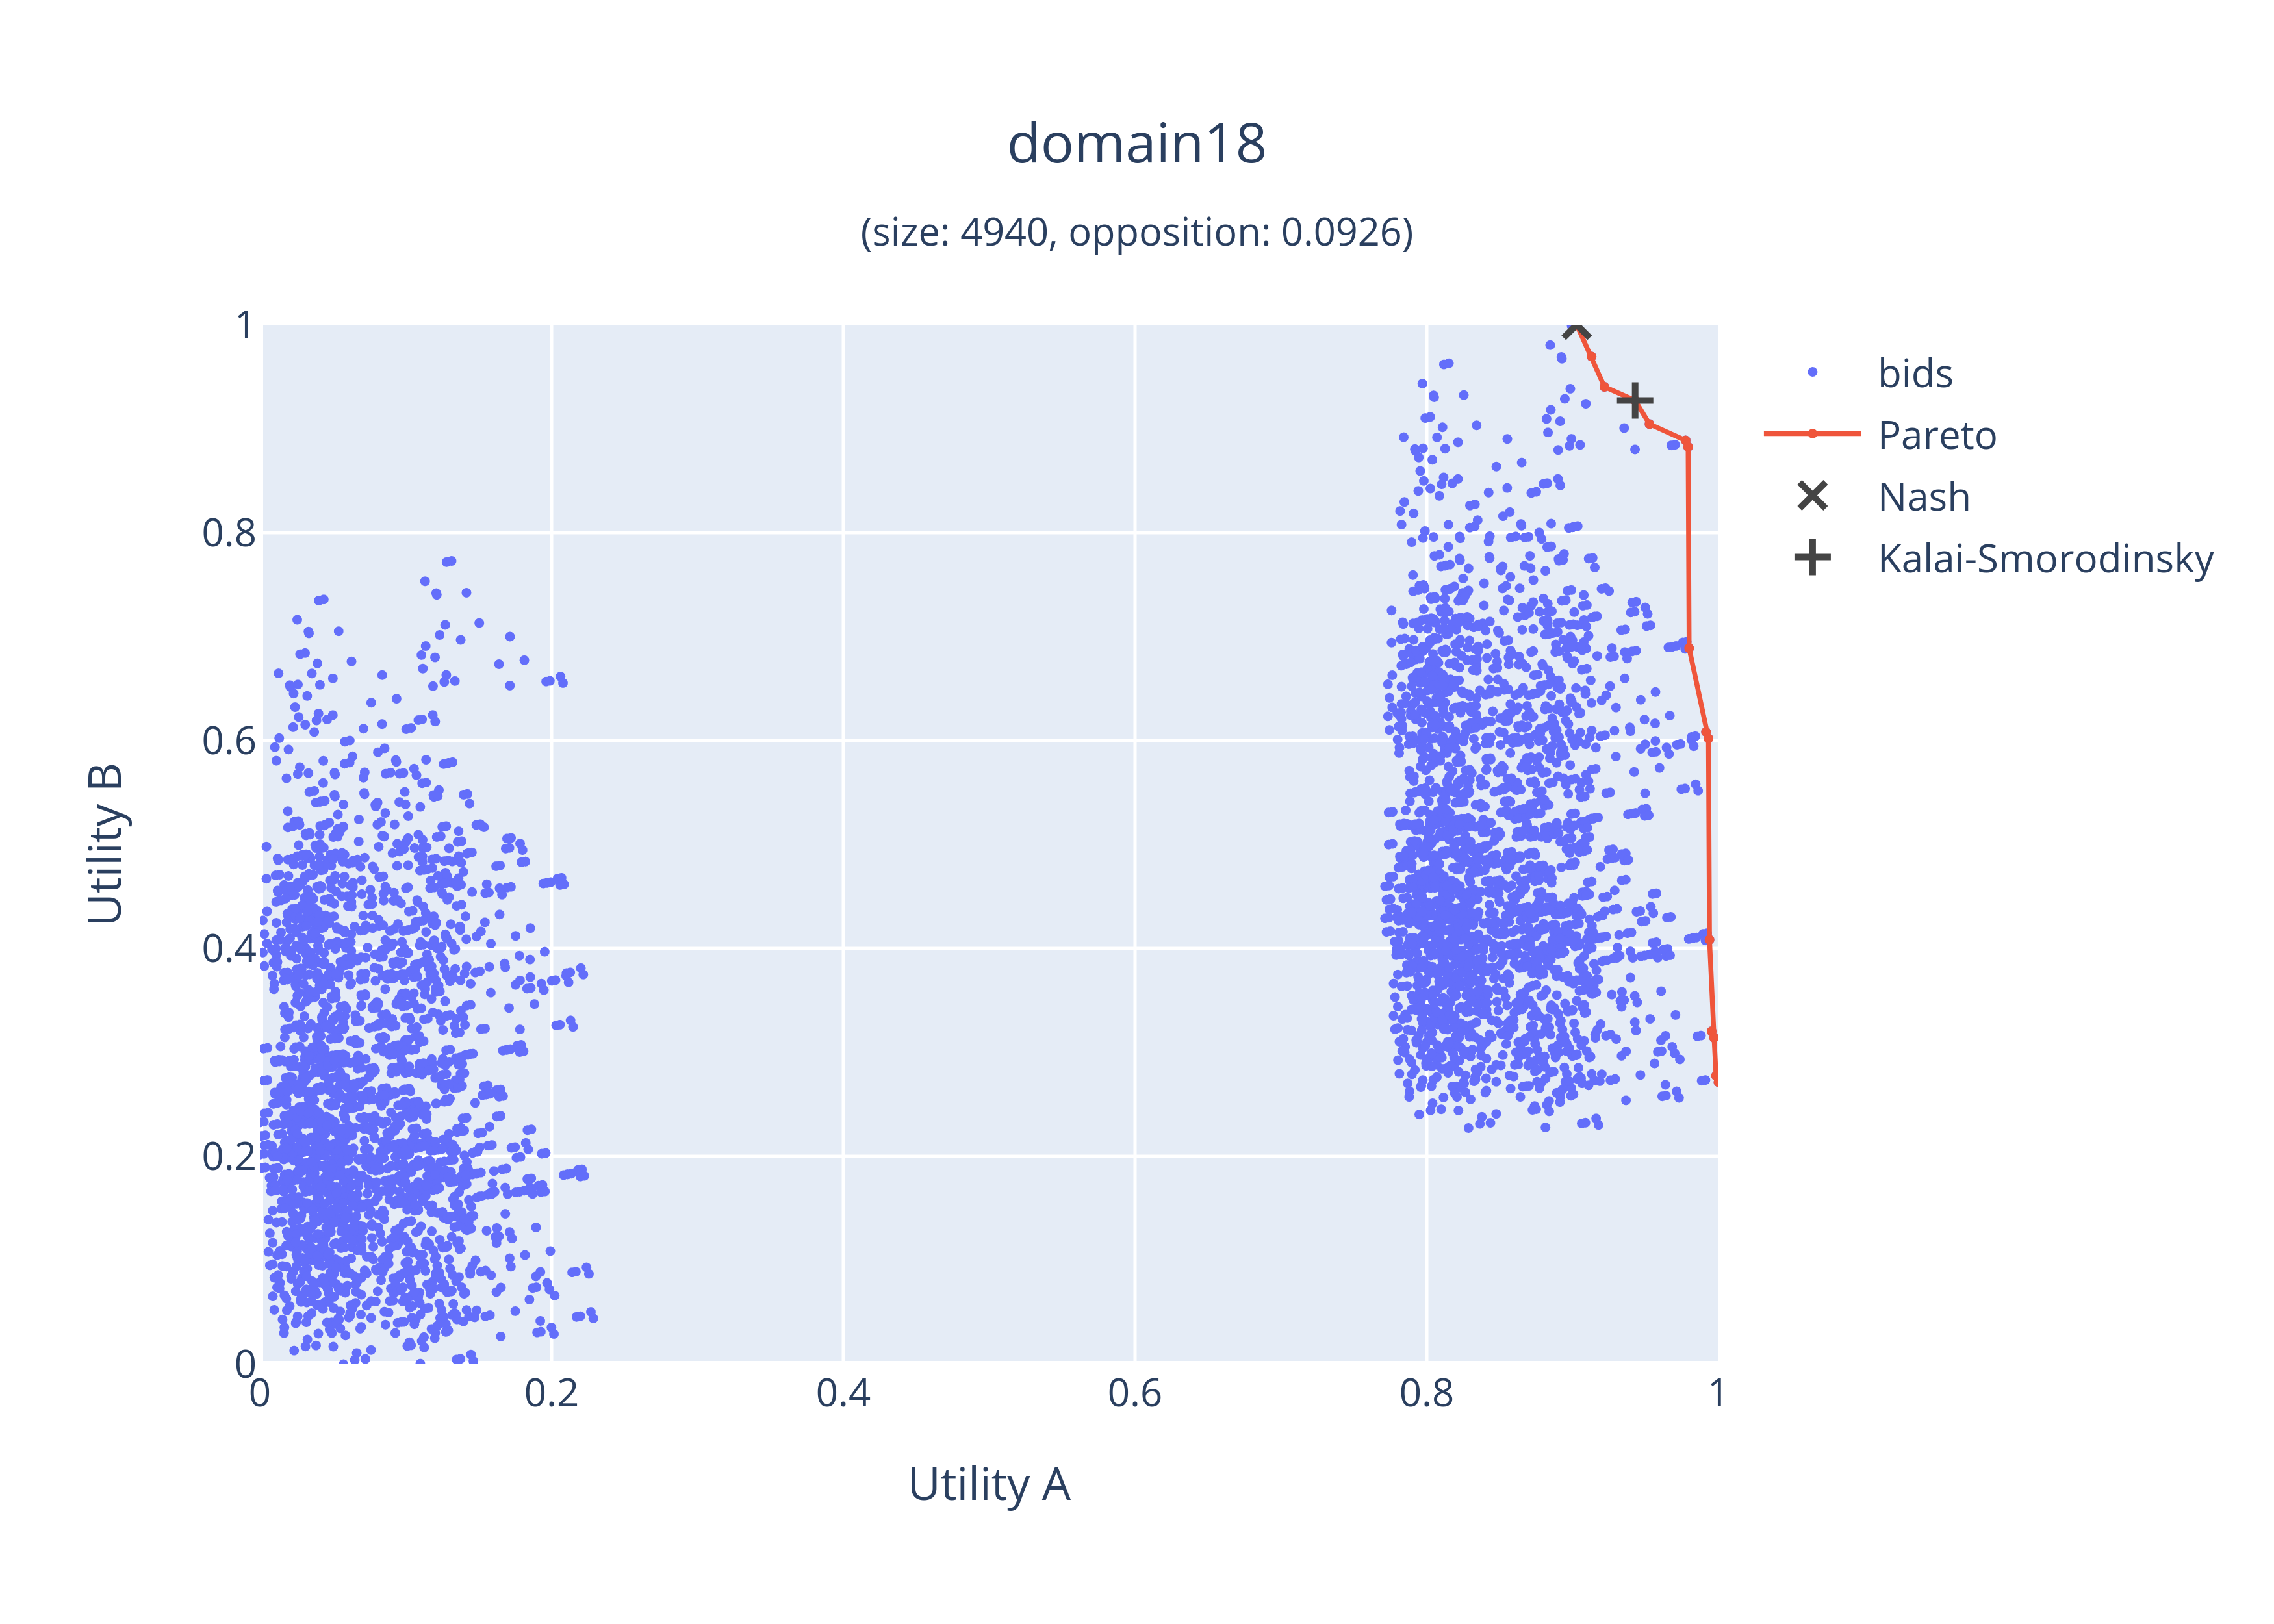 domain18
(size: 4940, opposition: 0.0926)
1
0.8
0.6
0.4
0.2
0
0 0.2 0.4 0.6 0.8 1
Utility A
Utility B
bids
Pareto
Nash
Kalai-Smorodinsky